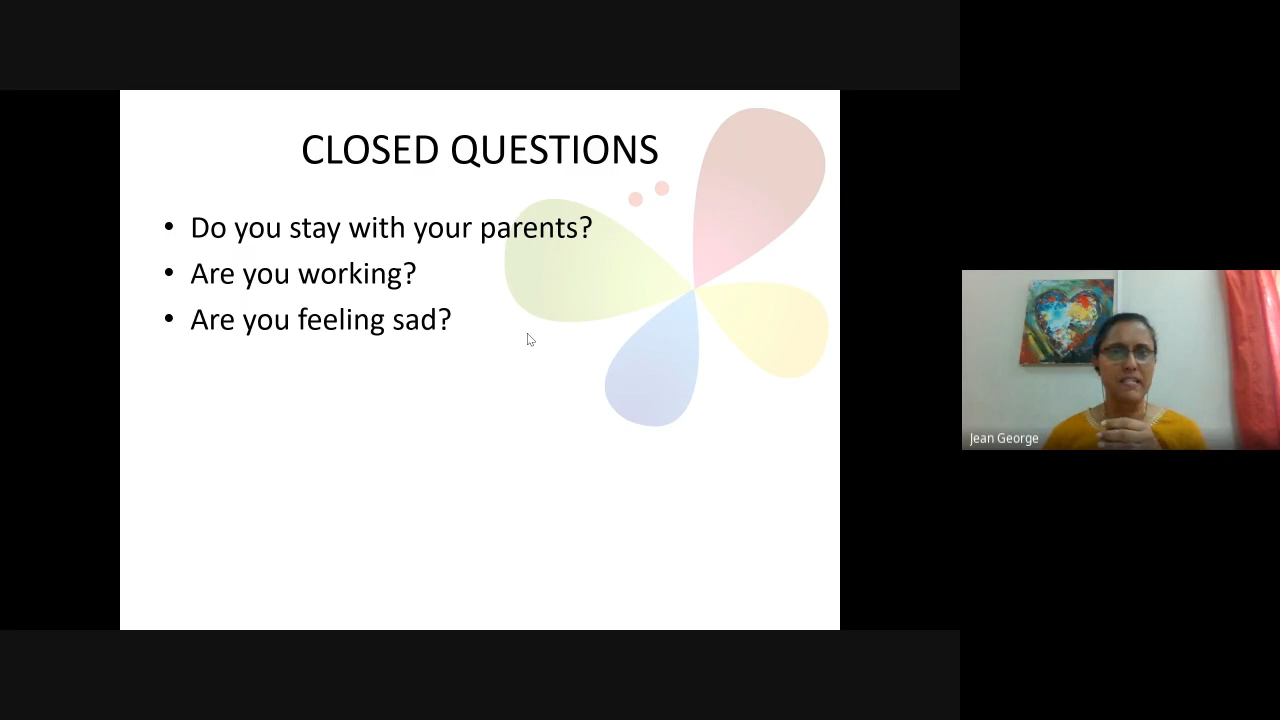 CLOSED QUESTIONS
• Do you stay with your parents?
• Are you working?
• Are you feeling sad?
Jean George